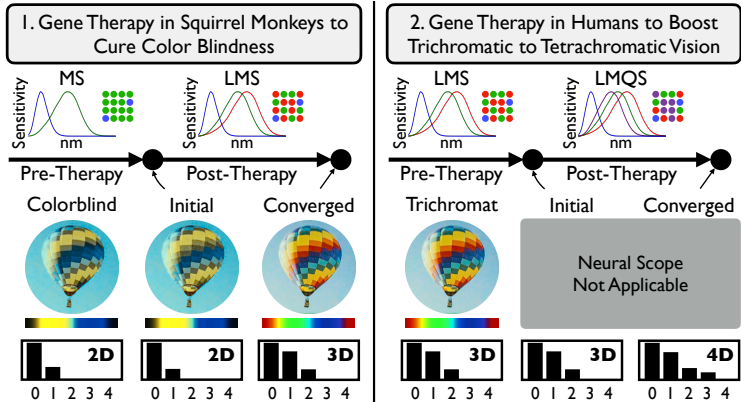 1. Gene Therapy in Squirrel Monkeys to
Cure Color Blindness
MS
LMS
Sensitivity
nm
Sensitivity
nm
Pre-Therapy
Post-Therapy
Colorblind
Initial
Converged
2D
2D
3D
0 1 2 3 4
0 1 2 3 4
0 1 2 3 4
2. Gene Therapy in Humans to Boost
Trichromatic to Tetrachromatic Vision
LMS
LMQS
Sensitivity
nm
Sensitivity
nm
Pre-Therapy
Post-Therapy
Trichromat
Initial
Converged
Neural Scope
Not Applicable
3D
3D
4D
0 1 2 3 4
0 1 2 3 4
0 1 2 3 4